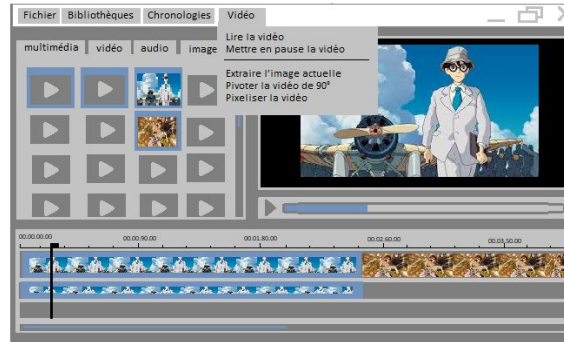 Fichier Bibliothèques Chronologies Vidéo
Lire la vidéo
Mettre en pause la vidéo
Extraire l'image actuelle
Pivoter la vidéo de 90°
Pixeliser la vidéo
multimédia vidéo audio image
00.00.00.00 00.00,90.00 00.01,80.00 00.02,60.00 00.03,50.00